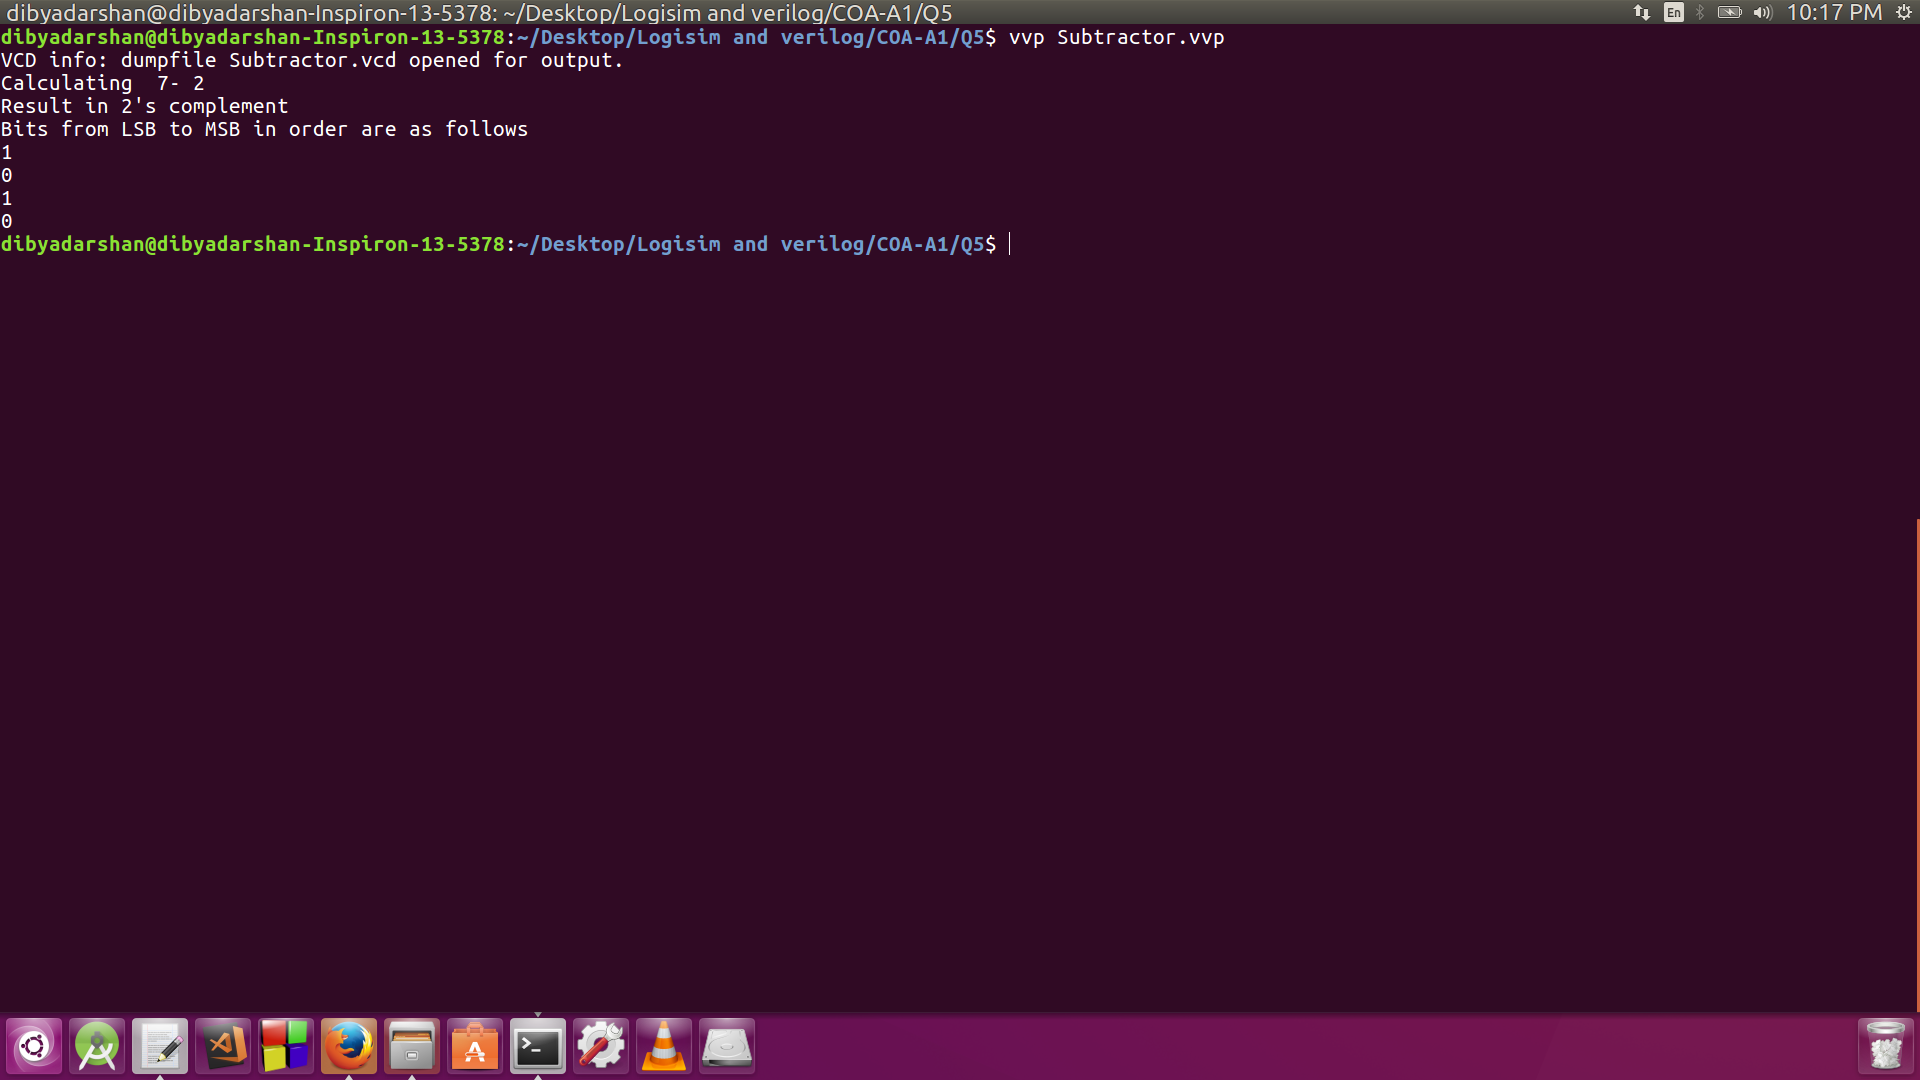 dibyadarshan@dibyadarshan-Inspiron-13-5378: ~/Desktop/Logisim and verilog/COA-A1/Q5
En
10:17 PM
dibyadarshan@dibyadarshan-Inspiron-13-5378:~/Desktop/Logisim and verilog/COA-A1/Q5$ vvp Subtractor.vvp
VCD info: dumpfile Subtractor.vcd opened for output.
Calculating  7- 2
Result in 2's complement
Bits from LSB to MSB in order are as follows
1
0
1
0
dibyadarshan@dibyadarshan-Inspiron-13-5378:~/Desktop/Logisim and verilog/COA-A1/Q5$